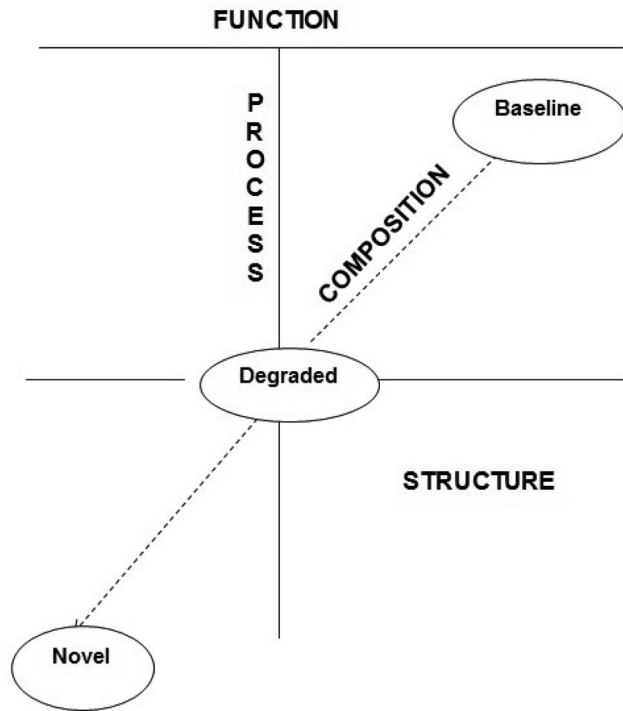 FUNCTION
Baseline
PROCESS
COMPOSITION
Degraded
STRUCTURE
Novel